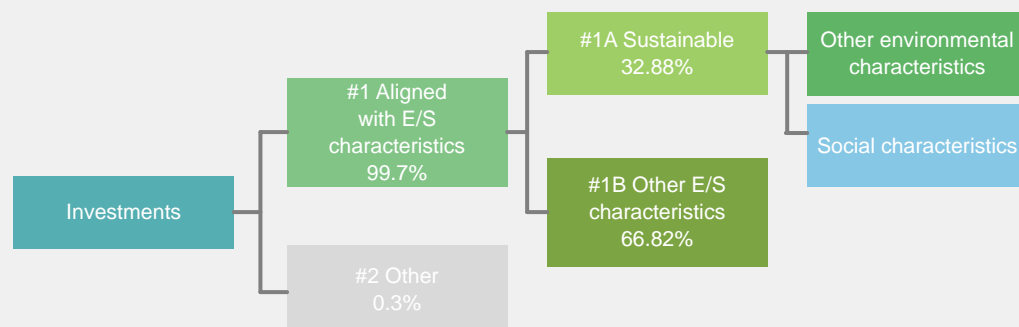 #1A Sustainable
32.88%
Other environmental
characteristics
#1 Aligned
with E/S
characteristics
99.7%
Social characteristics
Investments
#1B Other E/S
characteristics
66.82%
#2 Other
0.3%